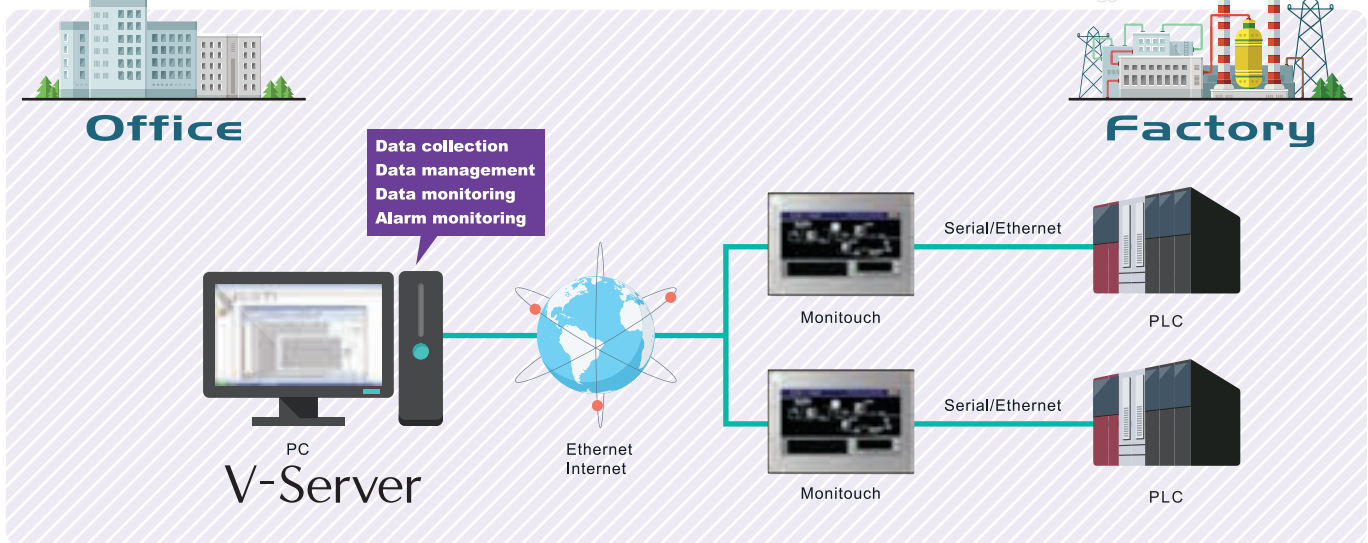 Office
Factory
Data collection
Data management
Data monitoring
Alarm monitoring
Serial/Ethernet
Monitouch
PLC
Serial/Ethernet
PC
Ethernet
Internet
V-Server
Monitouch
PLC